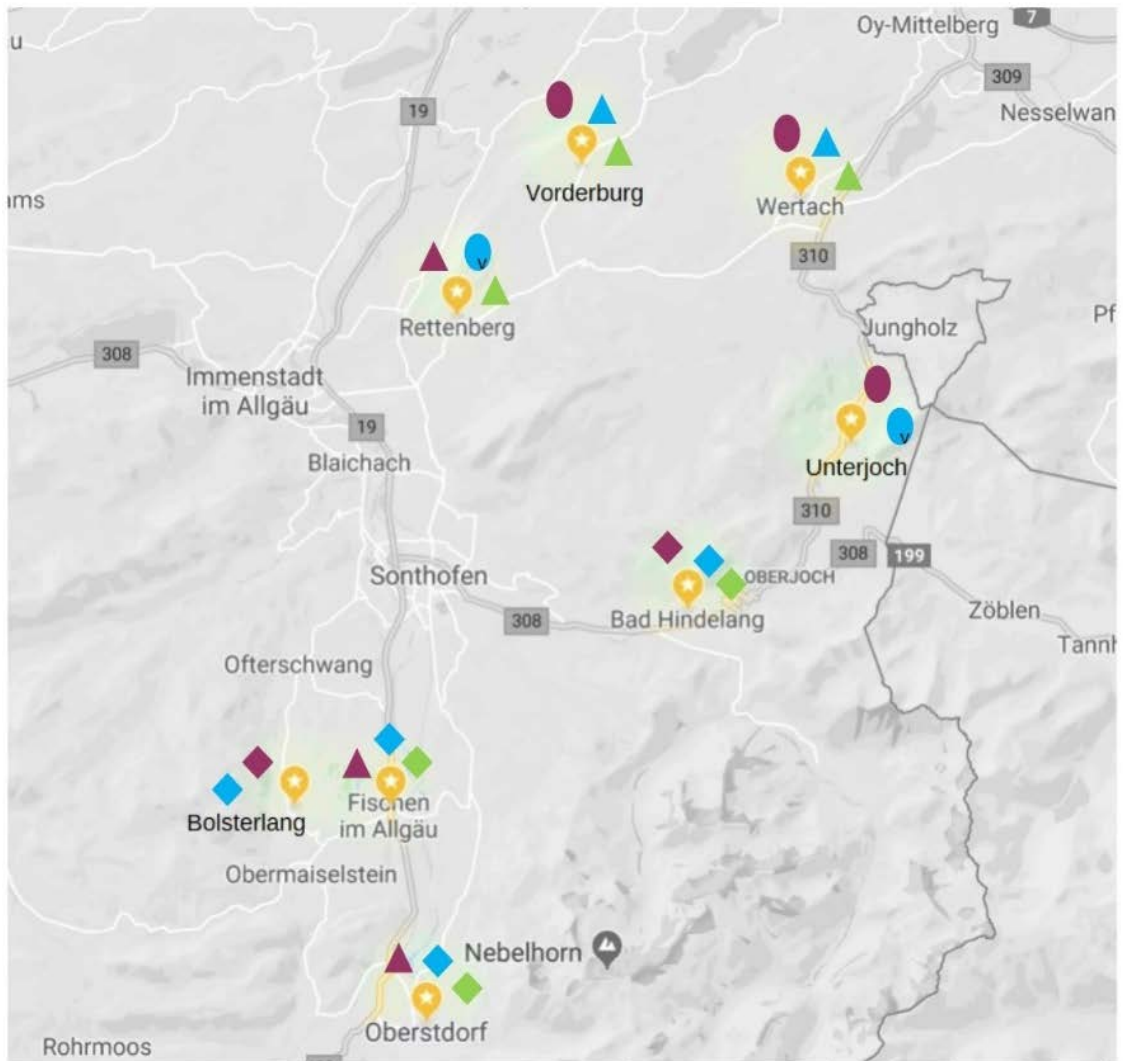 7
Oy-Mittelberg
u
309
19
Nesselwan
Vorderburg
ams
Wertach
310
v
Rettenberg
Jungholz
Pf
308
Immenstadt
im Allgäu
19
v
Blaichach
Unterjoch
310
308
199
Sonthofen
OBERJOCH
308
Bad Hindelang
Zöblen
Tannh
Ofterschwang
Fischen
im Allgäu
Bolsterlang
Obermaiselstein
Nebelhorn
Oberstdorf
Rohrmoos